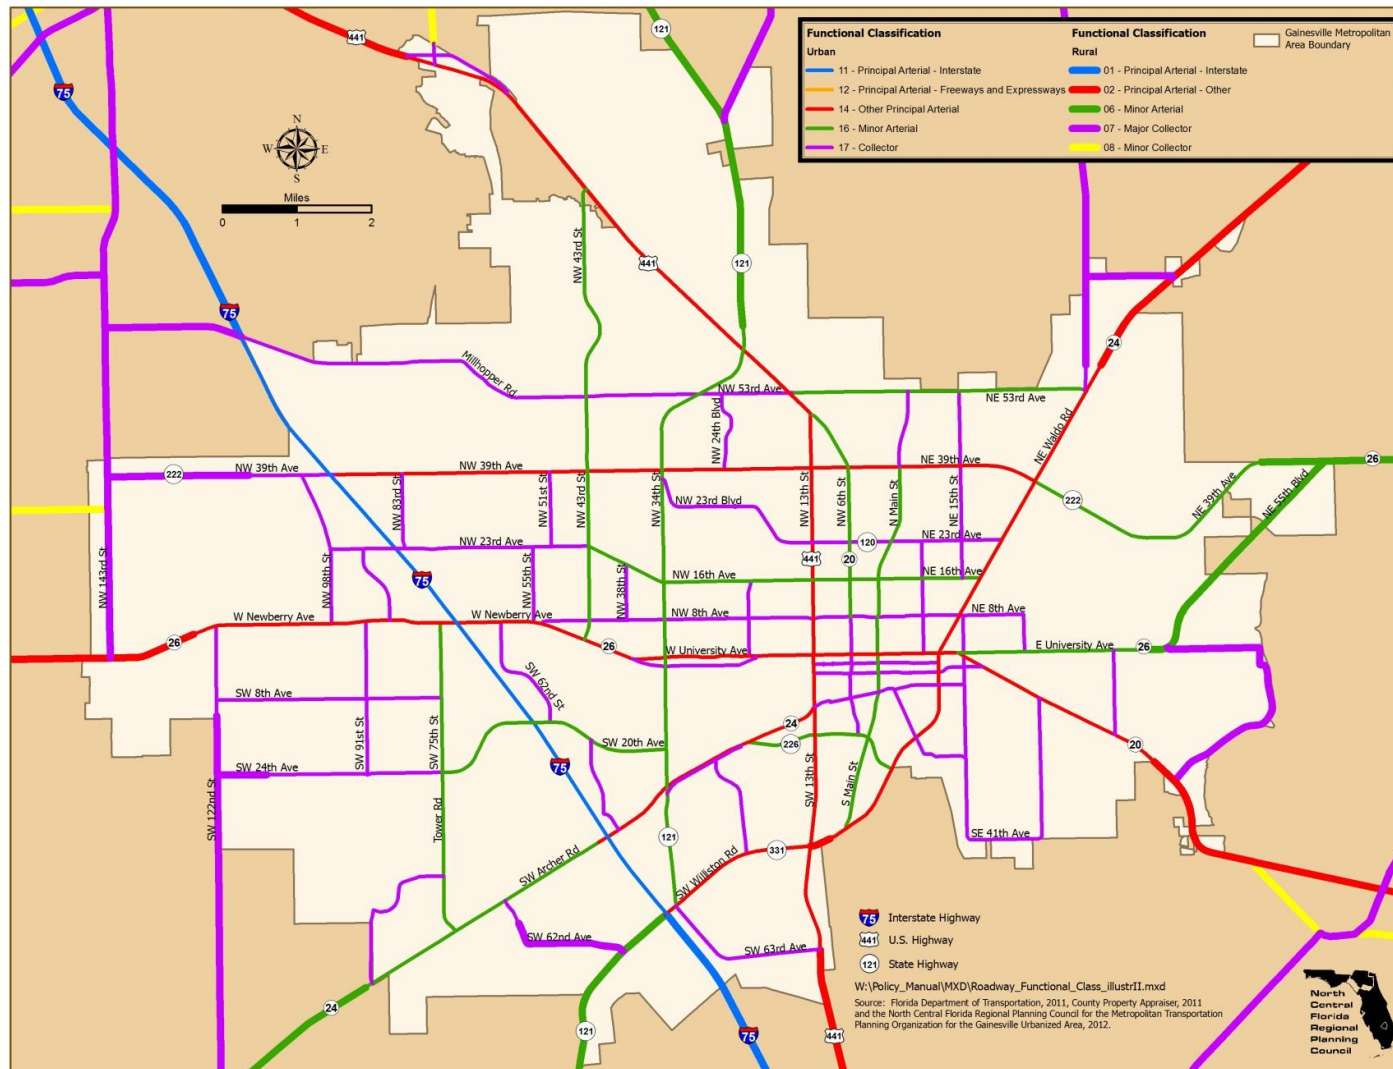 Functional Classification
Urban
11 - Principal Arterial - Interstate
12 - Principal Arterial - Freeways and Expressways
14 - Other Principal Arterial
16 - Minor Arterial
17 - Collector
Functional Classification
Rural
01 - Principal Arterial - Interstate
02 - Principal Arterial - Other
06 - Minor Arterial
07 - Major Collector
08 - Minor Collector
Gainesville Metropolitan
Area Boundary
441
121
75
N
W
E
S
Miles
0
1
2
NW 43rd St
441
121
75
24
Millhopper Rd
NW 53rd Ave
NE 53rd Ave
NW 24th Blvd
NE Waldo Rd
222
NW 39th Ave
NW 39th Ave
NE 39th Ave
26
NW 83rd St
NW 51st St
NW 43rd St
NW 34th St
NW 23rd Blvd
NW 13th St
NW 6th St
N Main St
NE 15th St
222
NE 39th Ave
NE 55th Blvd
NW 143rd St
NW 98th St
NW 23rd Ave
120
NE 23rd Ave
441
20
75
NW 55th St
NW 38th St
NW 16th Ave
NE 16th Ave
W Newberry Ave
W Newberry Ave
NW 8th Ave
NE 8th Ave
26
26
W University Ave
E University Ave
26
SW 8th Ave
SW 62nd St
SW 91st St
SW 75th St
24
SW 20th Ave
226
20
SW 24th Ave
75
SW 122nd St
Tower Rd
SW 13th St
S Main St
121
SW Archer Rd
SW Williston Rd
331
SE 41th Ave
SW 62nd Ave
SW 63rd Ave
24
121
75
441
75
Interstate Highway
441
U.S. Highway
121
State Highway
W:\Policy_Manual\MXD\Roadway_Functional_Class_illustrII.mxd
Source: Florida Department of Transportation, 2011, County Property Appraiser, 2011
and the North Central Florida Regional Planning Council for the Metropolitan Transportation
Planning Organization for the Gainesville Urbanized Area, 2012.
North
Central
Florida
Regional
Planning
Council